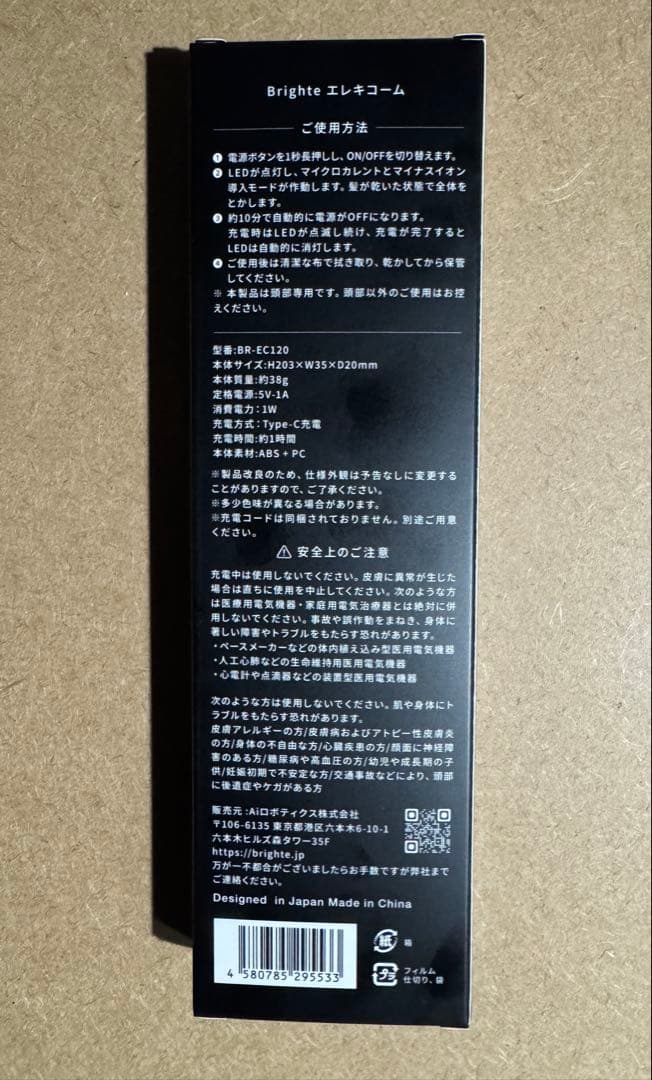 Brighte エレキコーム
ご使用方法
❶ 電源ボタンを1秒長押しし、ON/OFFを切り替えます。
❷ LEDが点灯し、マイクロカレントとマイナスイオン
導入モードが作動します。髪が乾いた状態で全体を
とかします。
❸ 約10分で自動的に電源がOFFになります。
充電時はLEDが点滅し続け、充電が完了すると
LEDは自動的に消灯します。
❹ ご使用後は清潔な布で拭き取り、乾かしてから保管
してください。
※ 本製品は頭部専用です。頭部以外のご使用はお控
えください。
型番:BR-EC120
本体サイズ:H203×W35×D20mm
本体質量:約38g
定格電源:5V-1A
消費電力:1W
充電方式:Type-C充電
充電時間:約1時間
本体素材:ABS + PC
※製品改良のため、仕様外観は予告なしに変更する
ことがありますので、ご了承ください。
※多少色味が異なる場合があります。
※充電コードは同梱されておりません。別途ご用意
ください。
⚠ 安全上のご注意
充電中は使用しないでください。皮膚に異常が生じた
場合は直ちに使用を中止してください。次のような方
は医療用電気機器・家庭用電気治療器とは絶対に併
用しないでください。事故や誤作動をまねき、身体に
著しい障害やトラブルをもたらす恐れがあります。
・ペースメーカーなどの体内植え込み型医用電気機器
・人工心肺などの生命維持用医用電気機器
・心電計や点滴器などの装置型医用電気機器
次のような方は使用しないでください。肌や身体にト
ラブルをもたらす恐れがあります。
皮膚アレルギーの方/皮膚病およびアトピー性皮膚炎
の方/身体の不自由な方/心臓疾患の方/顔面に神経障
害のある方/糖尿病や高血圧の方/幼児や成長期の子
供/妊娠初期で不安定な方/交通事故などにより、頭部
に後遺症やケガがある方
販売元:Aiロボティクス株式会社
〒106-6135 東京都港区六本木6-10-1
六本木ヒルズ森タワー35F
https://brighte.jp
万が一不都合がございましたらお手数ですが弊社まで
ご連絡ください。
Designed in Japan Made in China
4 580785 295533
紙 箱
プラ フィルム
仕切り、袋